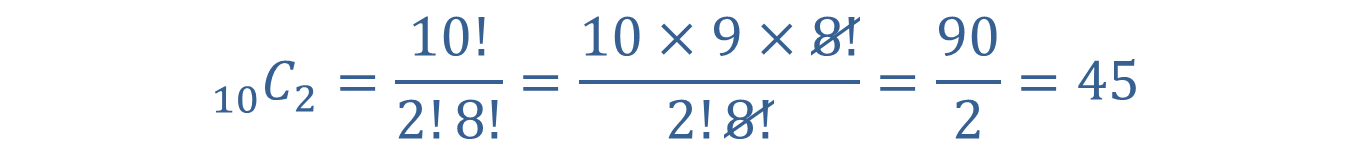 ₁₀C₂ = 10!/2! 8! = 10 × 9 × 8!/2! 8! = 90/2 = 45